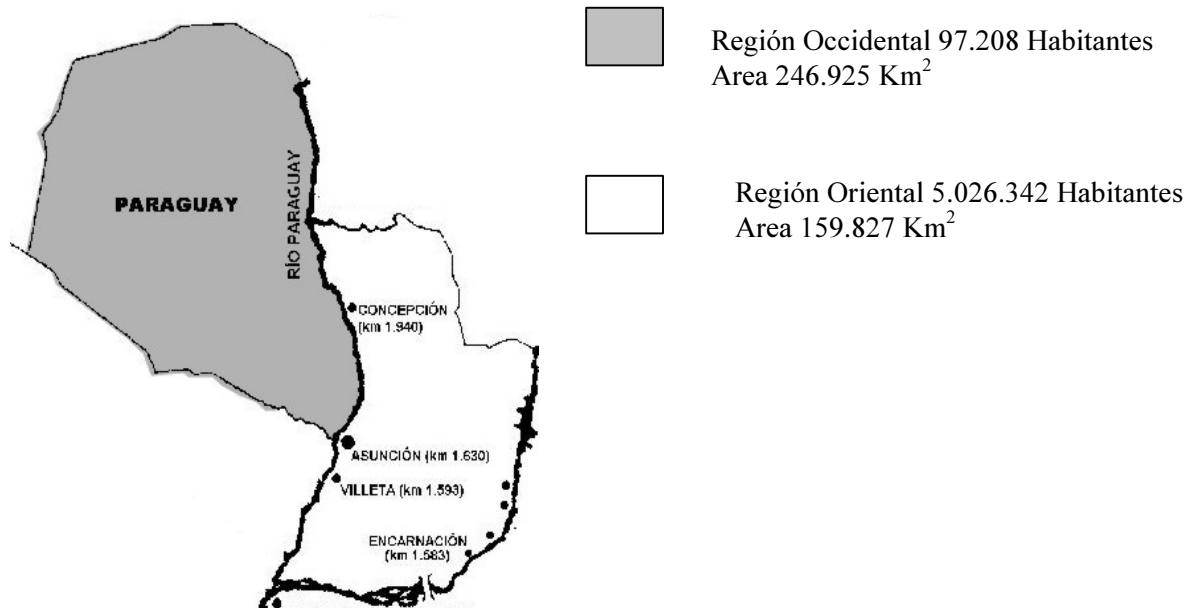 Región Occidental 97.208 Habitantes
Area 246.925 Km²
Región Oriental 5.026.342 Habitantes
Area 159.827 Km²
PARAGUAY
RÍO PARAGUAY
CONCEPCIÓN
(km 1.940)
ASUNCIÓN (km 1.630)
VILLETA (km 1.593)
ENCARNACIÓN
(km 1.583)